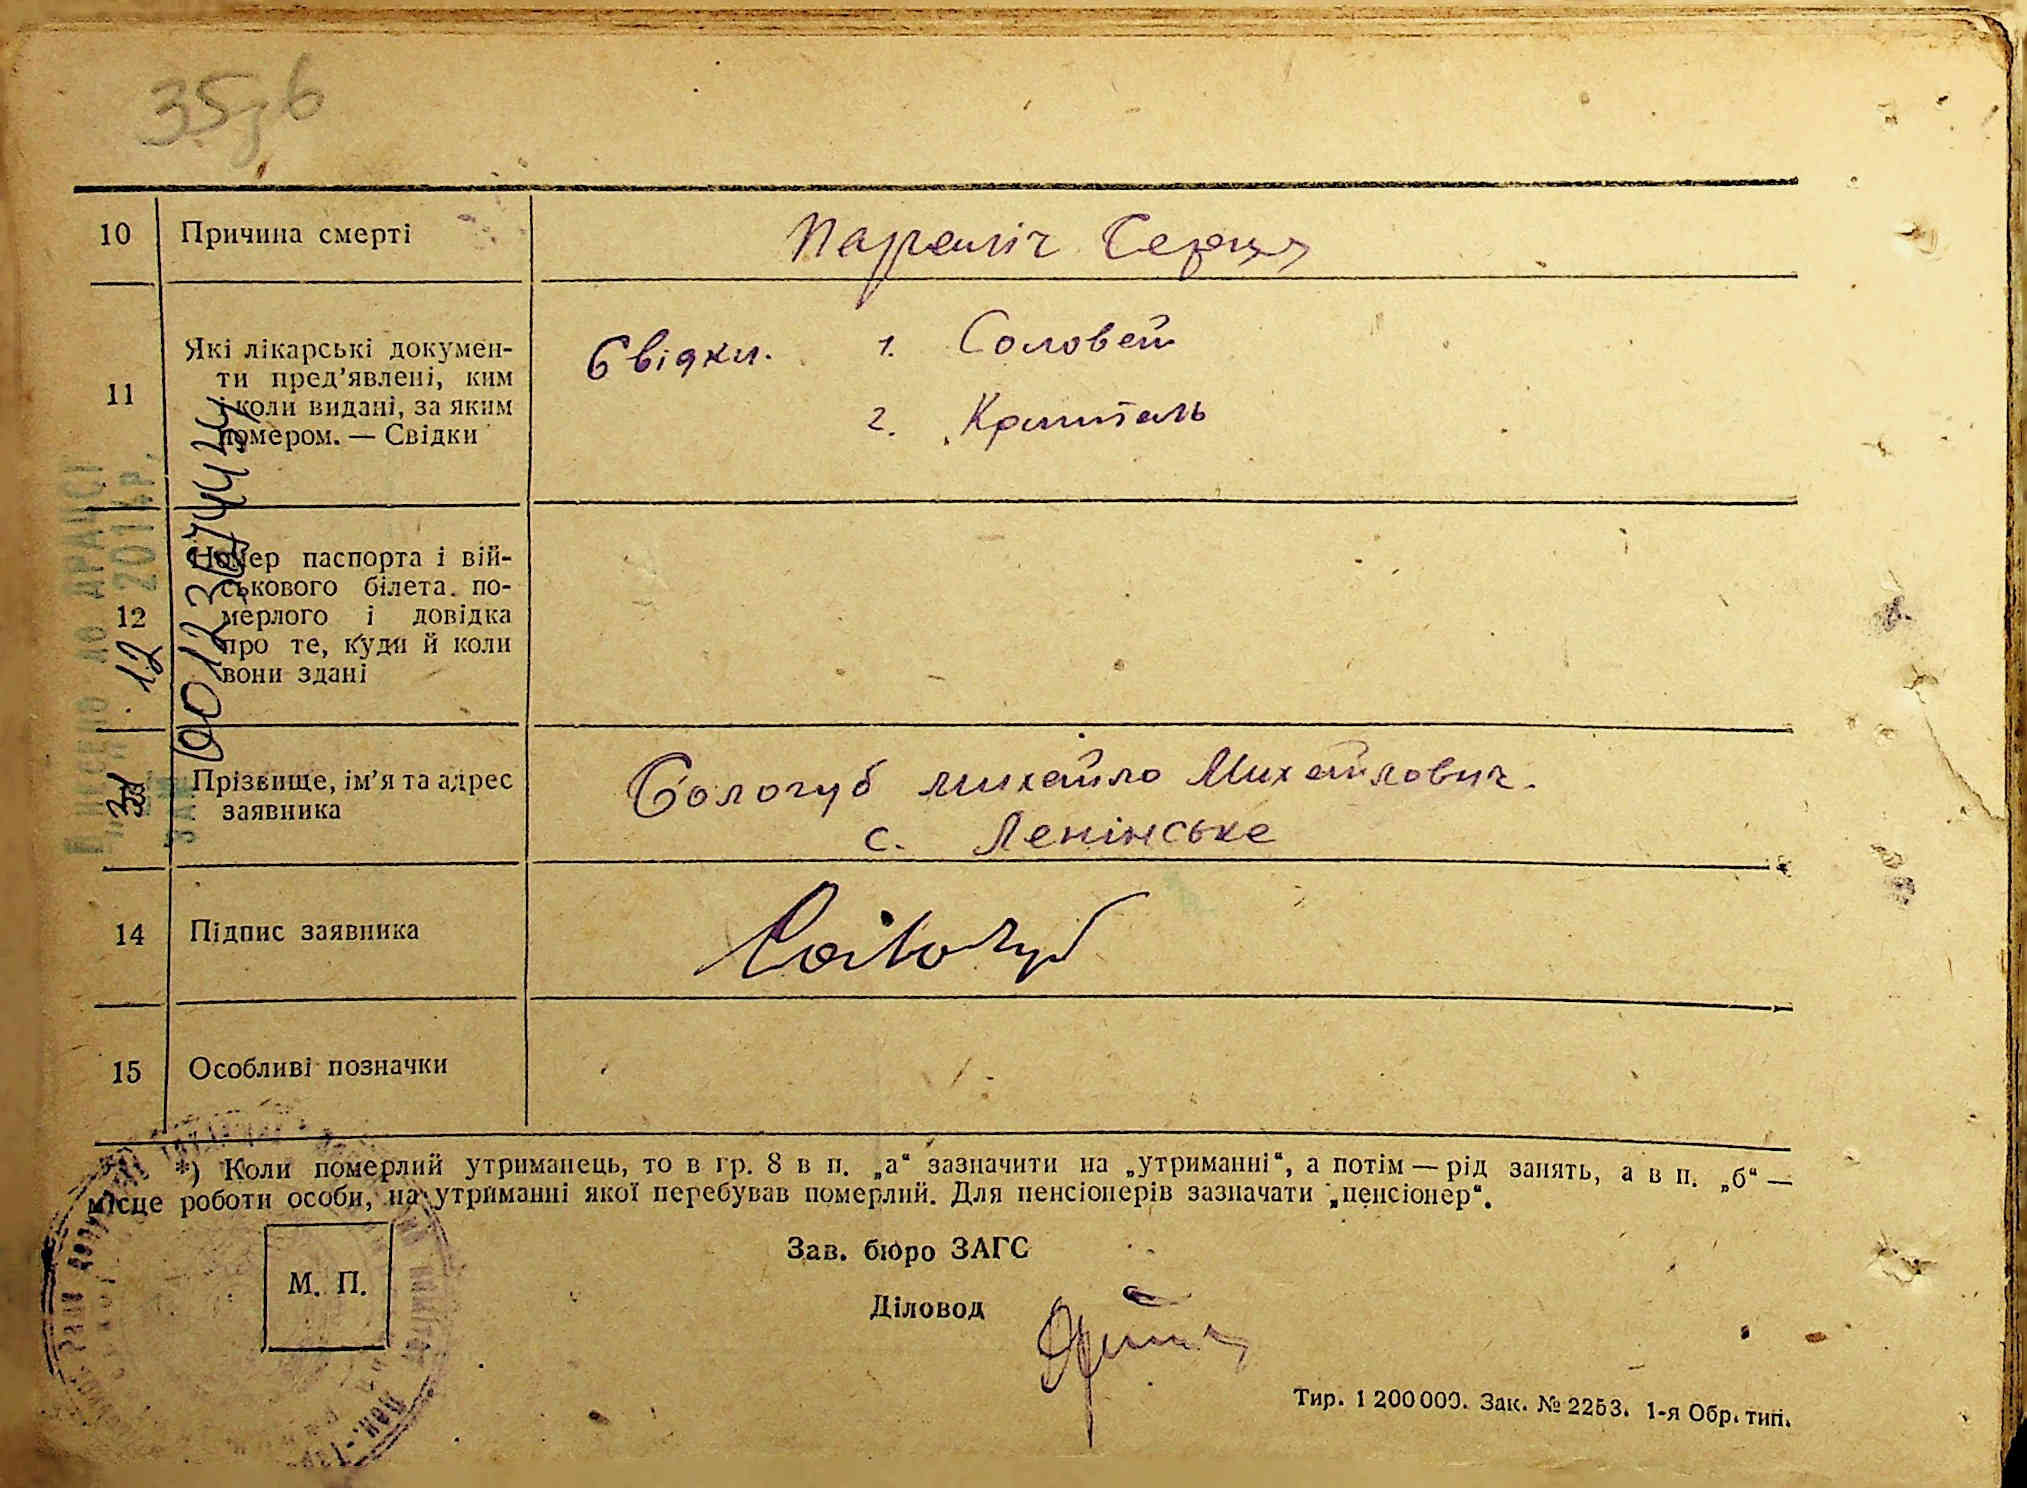 35зв
10 Причина смерті Параліч Серця
11 Які лікарські докумен-
ти пред’явлені, ким
і коли видані, за яким
номером. — Свідки
Свідки. 1. Соловей
2.
12 Номер паспорта і вій-
ськового білета по-
мерлого і довідка
про те, куди й коли
вони здані
Прізвище, ім’я та адрес
заявника
Сологуб Михайло Михайлович.
с. Ленінське
14 Підпис заявника Сологуб
15 Особливі позначки
*) Коли померлий утриманець, то в гр. 8 в п. „а“ зазначити на „утриманні“, а потім — рід занять, а в п. „б“ —
місце роботи особи, на утриманні якої перебував померлий. Для пенсіонерів зазначати „пенсіонер“.
М. П.
Зав. бюро ЗАГС
Діловод
Тир. 1 200 000. Зак. № 2253. 1-я Обр. тип.
2014р.
31 . 12